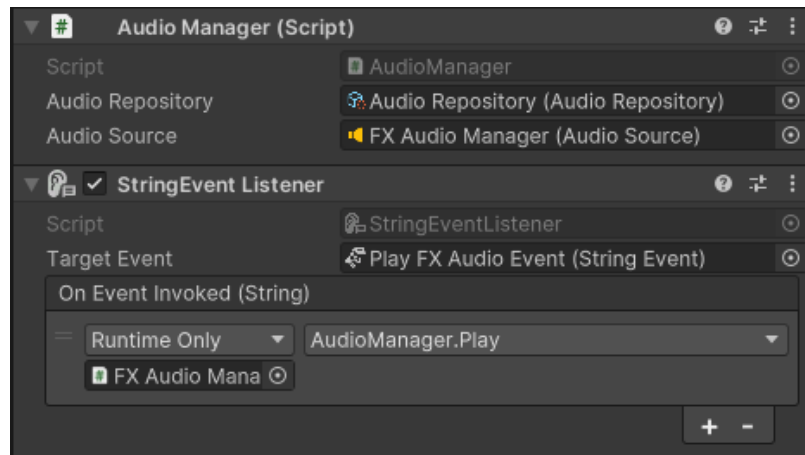 Audio Manager (Script)
Script AudioManager
Audio Repository Audio Repository (Audio Repository)
Audio Source FX Audio Manager (Audio Source)
StringEvent Listener
Script StringEventListener
Target Event Play FX Audio Event (String Event)
On Event Invoked (String)
Runtime Only AudioManager.Play
FX Audio Mana
+ -